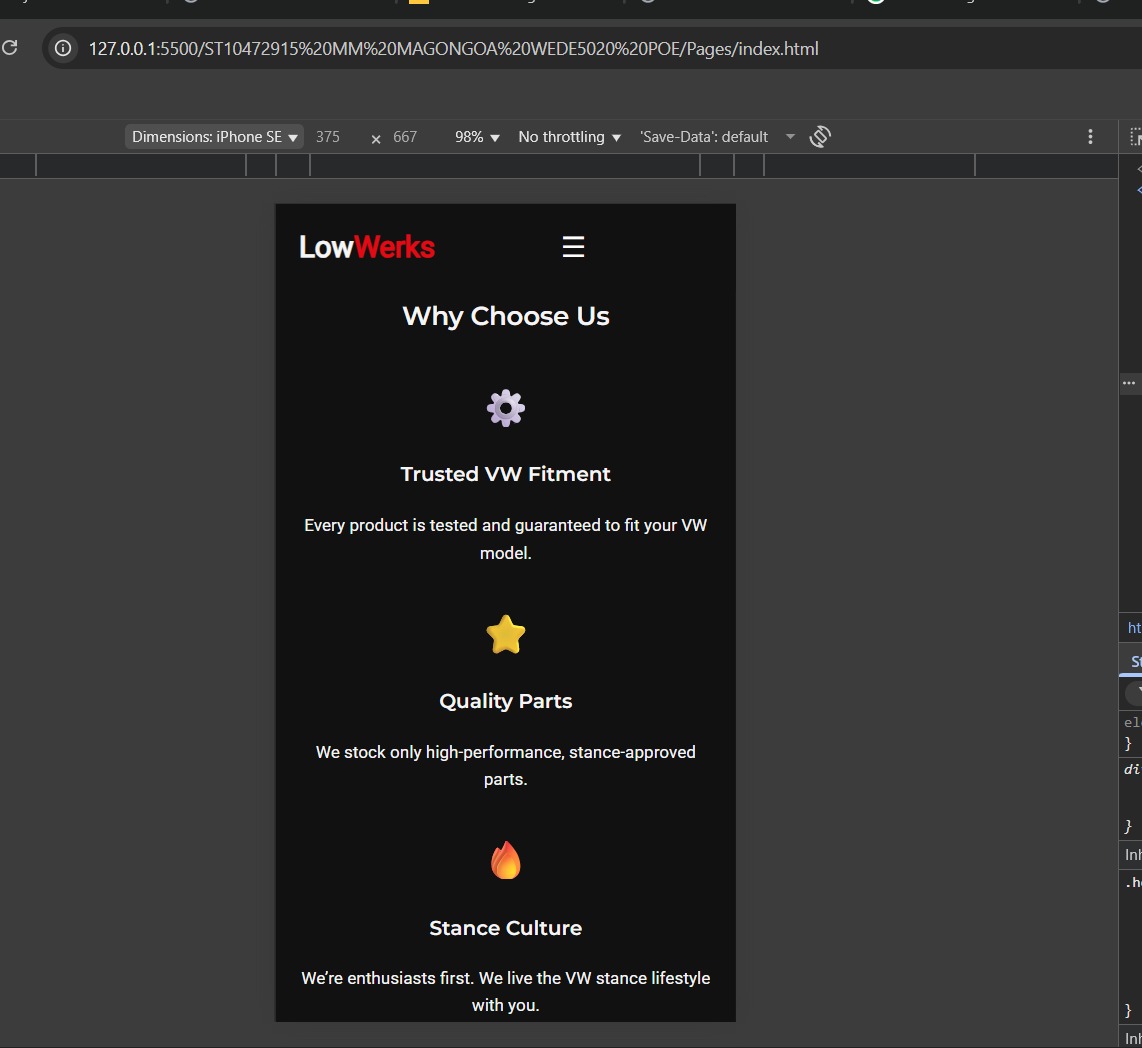 127.0.0.1:5500/ST10472915%20MM%20MAGONGOA%20WEDE5020%20POE/Pages/index.html
Dimensions: iPhone SE 375 × 667 98% No throttling 'Save-Data': default
LowWerks
Why Choose Us
Trusted VW Fitment
Every product is tested and guaranteed to fit your VW
model.
Quality Parts
We stock only high-performance, stance-approved
parts.
Stance Culture
We’re enthusiasts first. We live the VW stance lifestyle
with you.
}
}
}